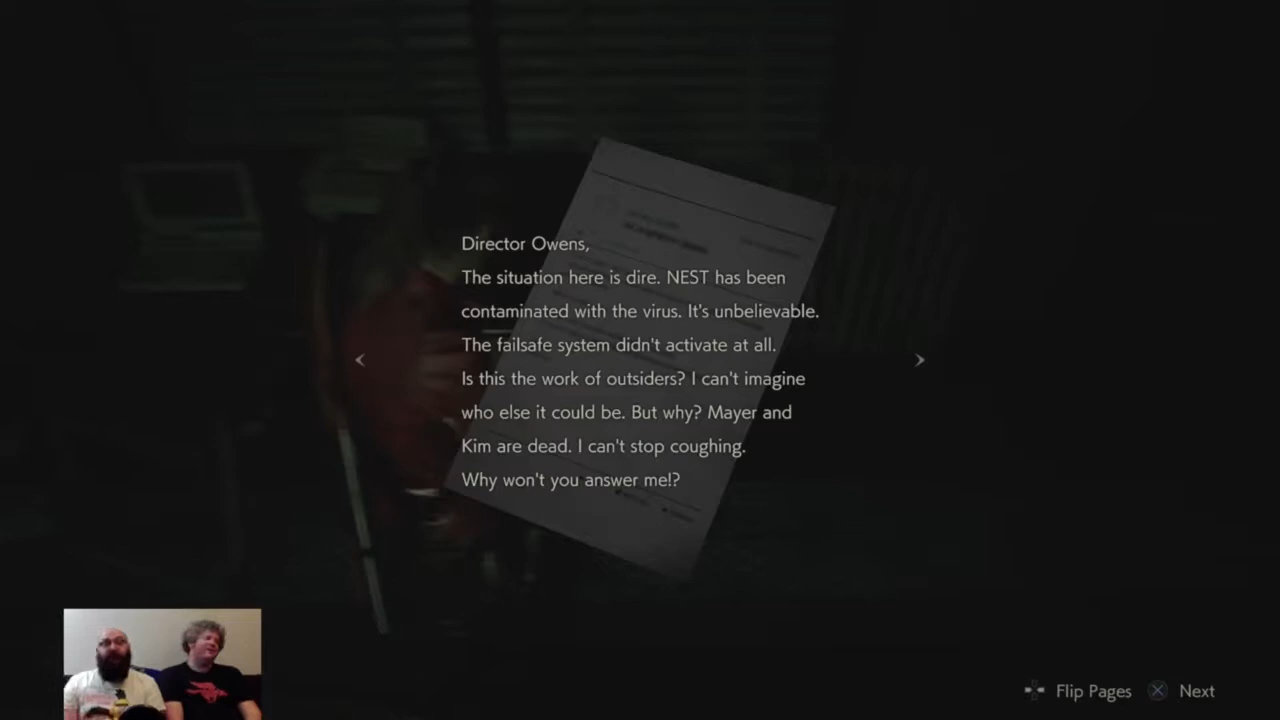 Director Owens,
The situation here is dire. NEST has been
contaminated with the virus. It's unbelievable.
The failsafe system didn't activate at all.
Is this the work of outsiders? I can't imagine
who else it could be. But why? Mayer and
Kim are dead. I can't stop coughing.
Why won't you answer me!?
Flip Pages
Next